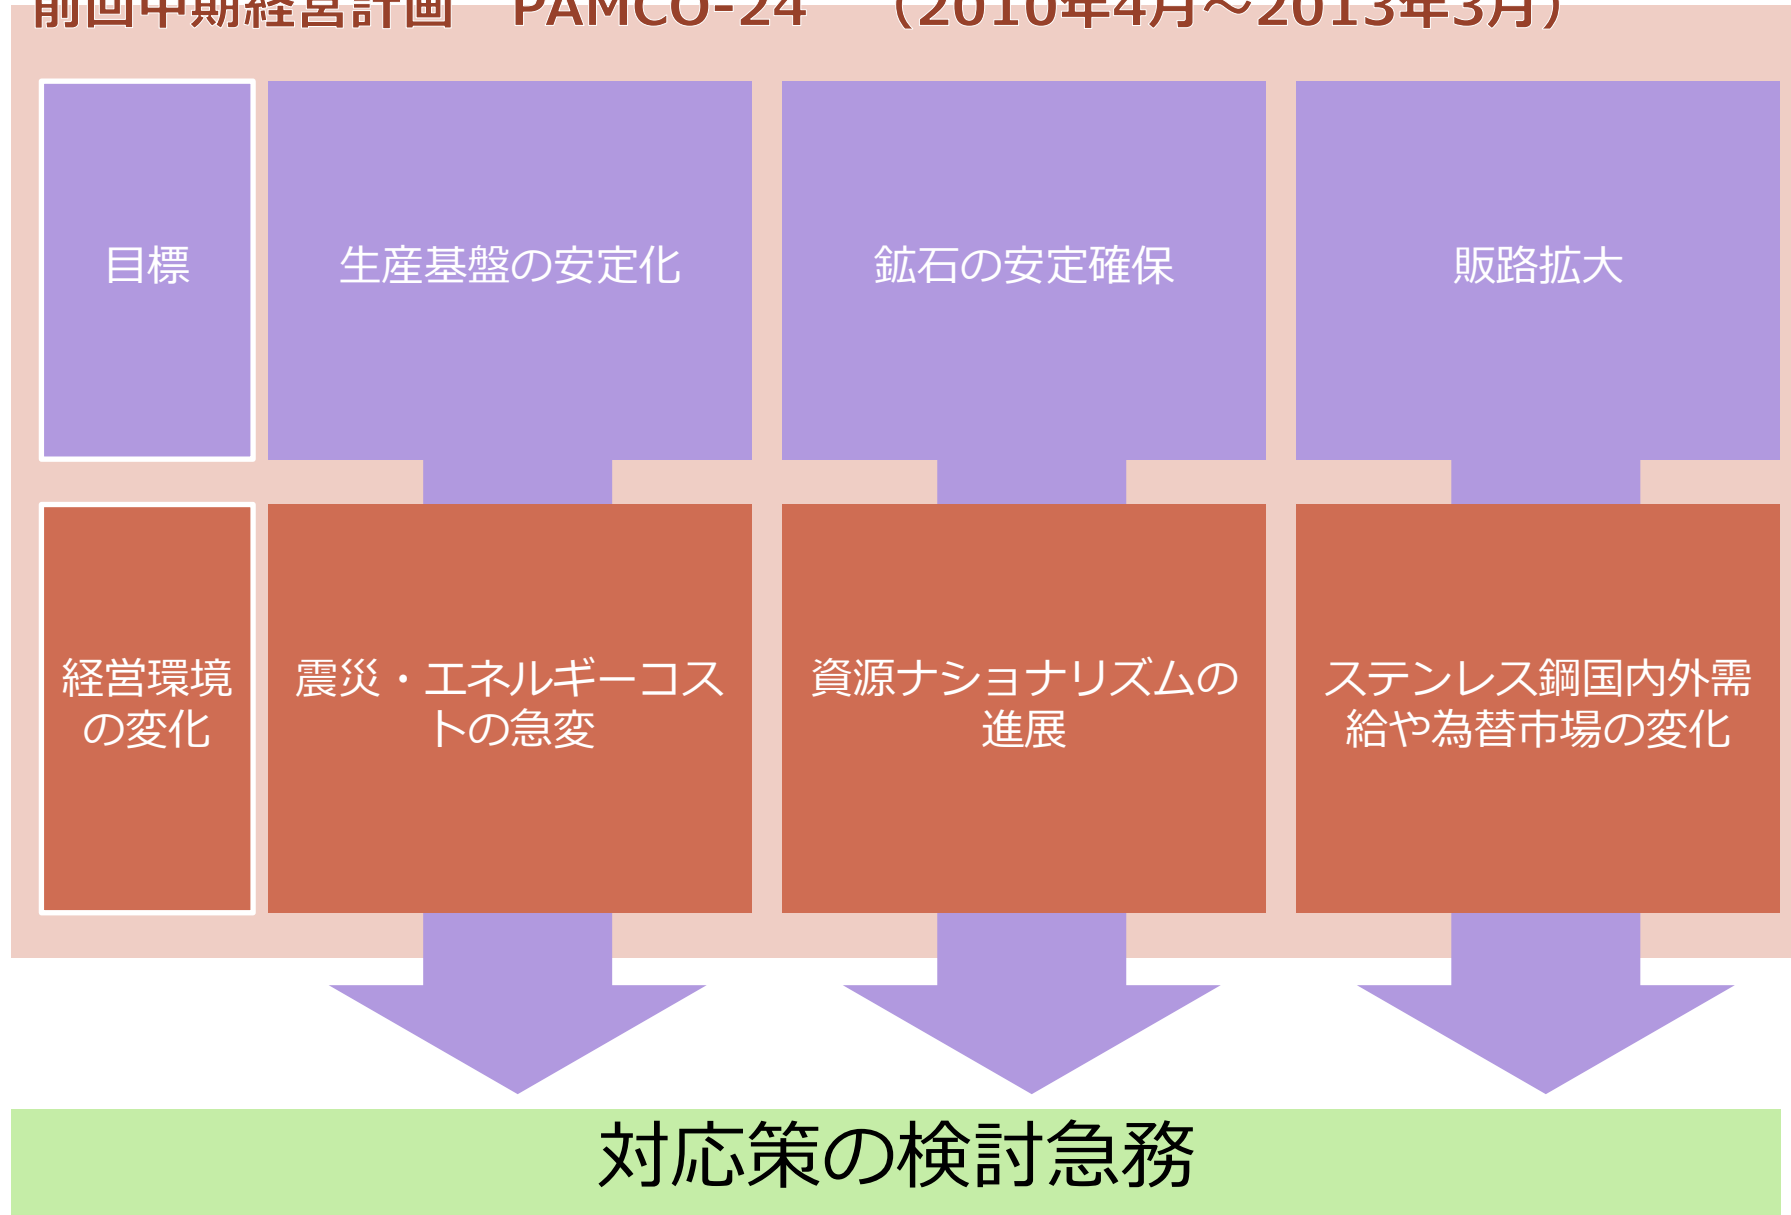 前回中期経営計画　PAMCO-24　（2010年4月～2013年3月）
目標
生産基盤の安定化
鉱石の安定確保
販路拡大
経営環境
の変化
震災・エネルギーコス
トの急変
資源ナショナリズムの
進展
ステンレス鋼国内外需
給や為替市場の変化
対応策の検討急務